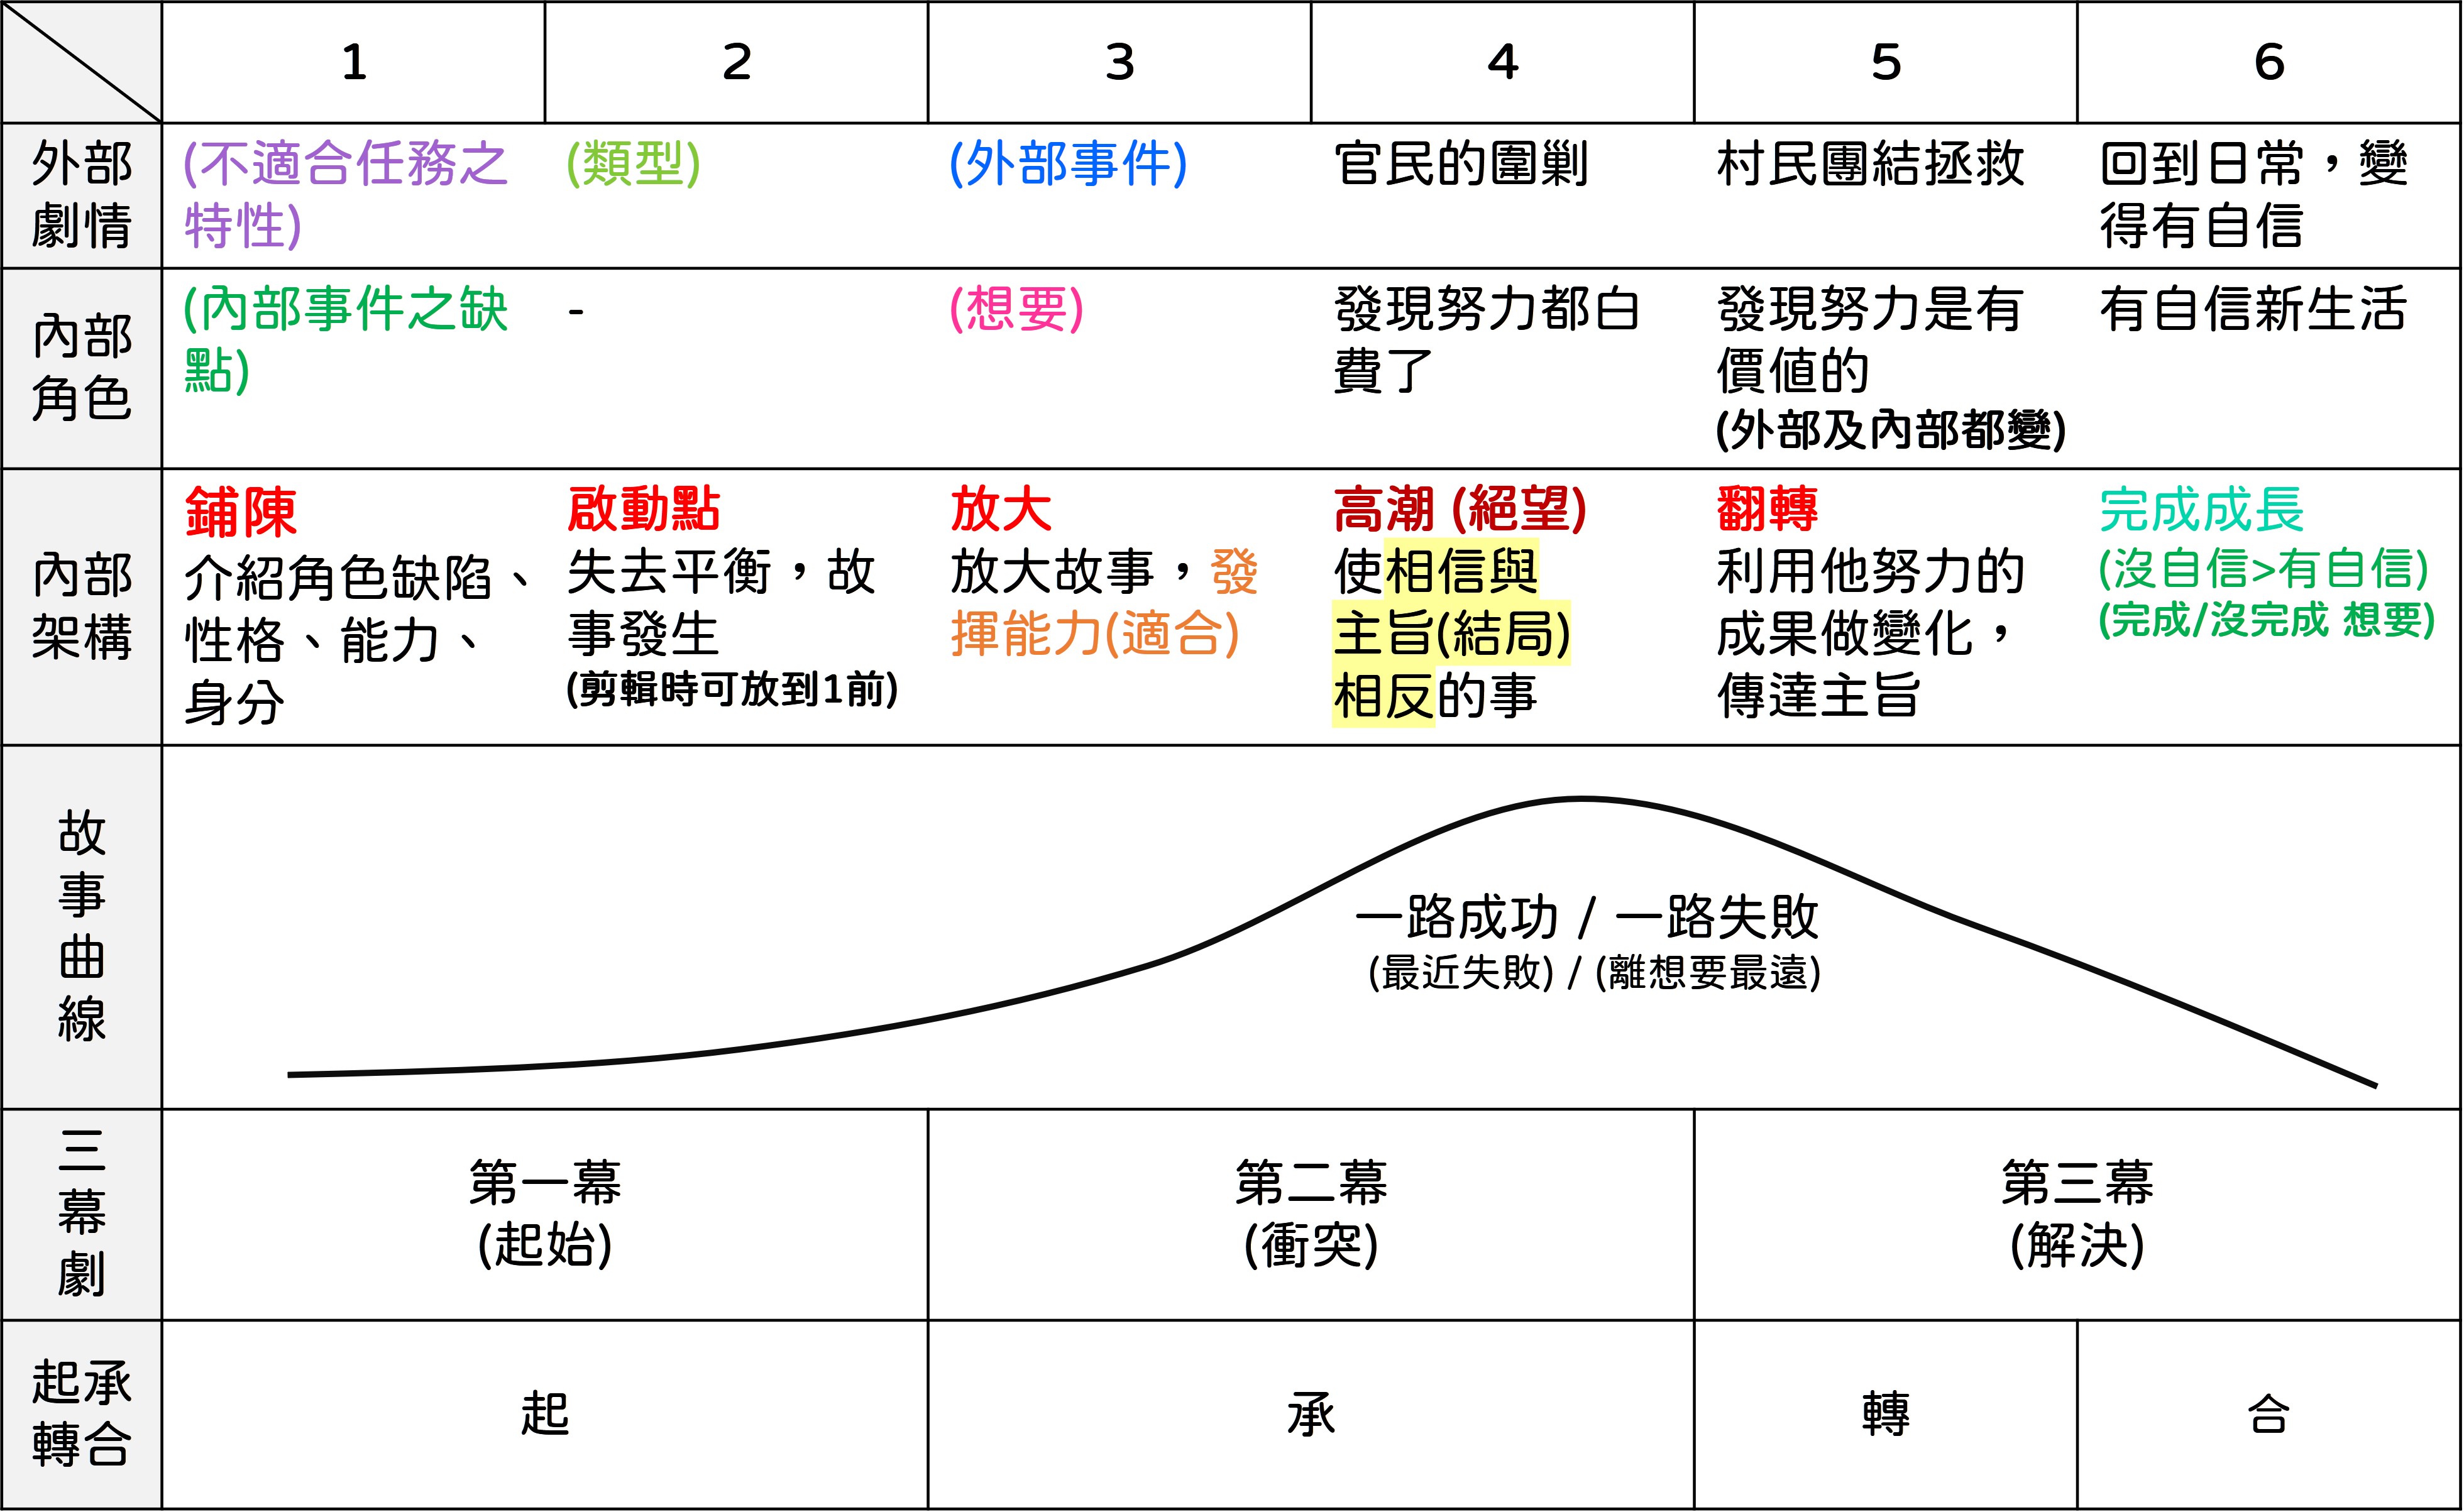 1
2
3
4
5
6
外部
劇情
(不適合任務之
特性)
(類型)
(外部事件)
官民的圍剿
村民團結拯救
回到日常，變
得有自信
內部
角色
(內部事件之缺
點)
-
(想要)
發現努力都白
費了
發現努力是有
價值的
(外部及內部都變)
有自信新生活
內部
架構
鋪陳
介紹角色缺陷、
性格、能力、
身分
啟動點
失去平衡，故
事發生
(剪輯時可放到1前)
放大
放大故事，發
揮能力(適合)
高潮 (絕望)
使相信與
主旨(結局)
相反的事
翻轉
利用他努力的
成果做變化，
傳達主旨
完成成長
(沒自信>有自信)
(完成/沒完成 想要)
故
事
曲
線
一路成功 / 一路失敗
(最近失敗) / (離想要最遠)
三
幕
劇
第一幕
(起始)
第二幕
(衝突)
第三幕
(解決)
起承
轉合
起
承
轉
合